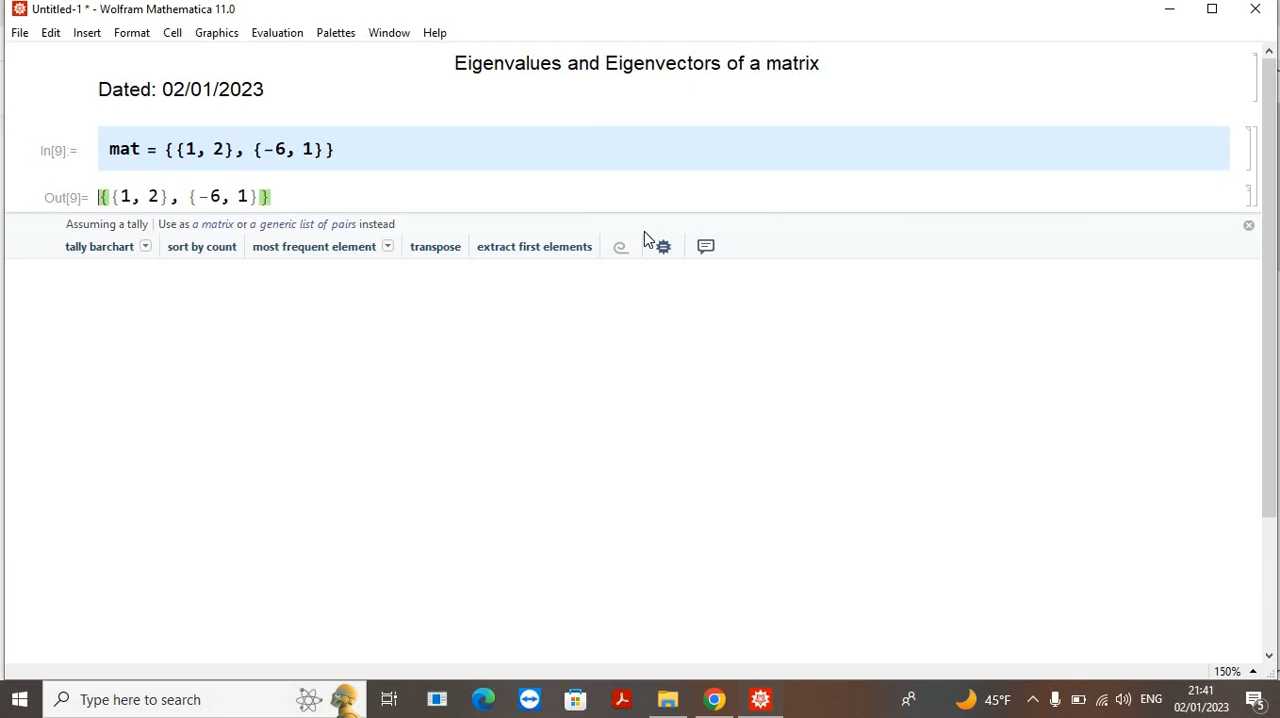 Untitled-1 * - Wolfram Mathematica 11.0
File Edit Insert Format Cell Graphics Evaluation Palettes Window Help
Eigenvalues and Eigenvectors of a matrix
Dated: 02/01/2023
In[9]:= mat = {{1, 2}, {-6, 1}}
Out[9]= {{1, 2}, {-6, 1}}
Assuming a tally | Use as a matrix or a generic list of pairs instead
tally barchart sort by count most frequent element transpose extract first elements
150%
Type here to search 45°F ENG 21:41
02/01/2023 5